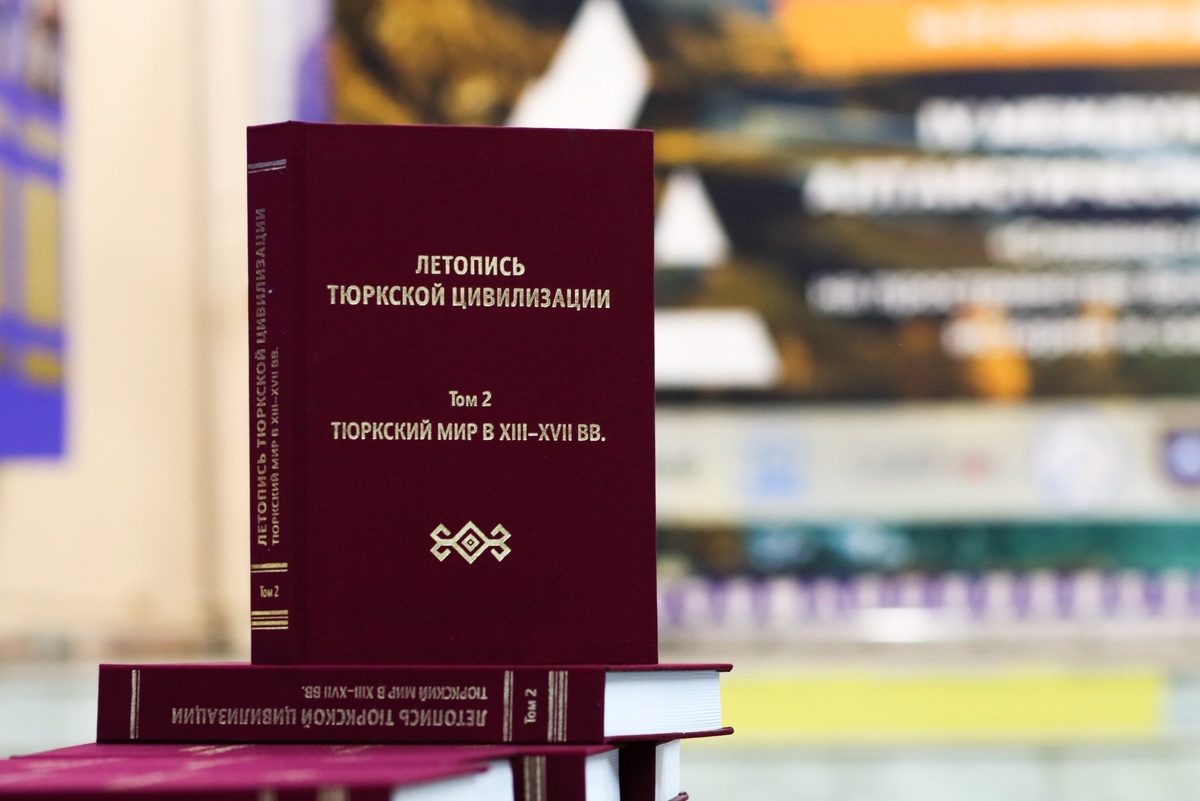 ЛЕТОПИСЬ
ТЮРКСКОЙ ЦИВИЛИЗАЦИИ
Том 2
ТЮРКСКИЙ МИР В XIII–XVII ВВ.
ЛЕТОПИСЬ ТЮРКСКОЙ ЦИВИЛИЗАЦИИ
ТЮРКСКИЙ МИР В XIII–XVII ВВ.
Том 2
ЛЕТОПИСЬ ТЮРКСКОЙ ЦИВИЛИЗАЦИИ
ТЮРКСКИЙ МИР В XIII–XVII ВВ.
Том 2